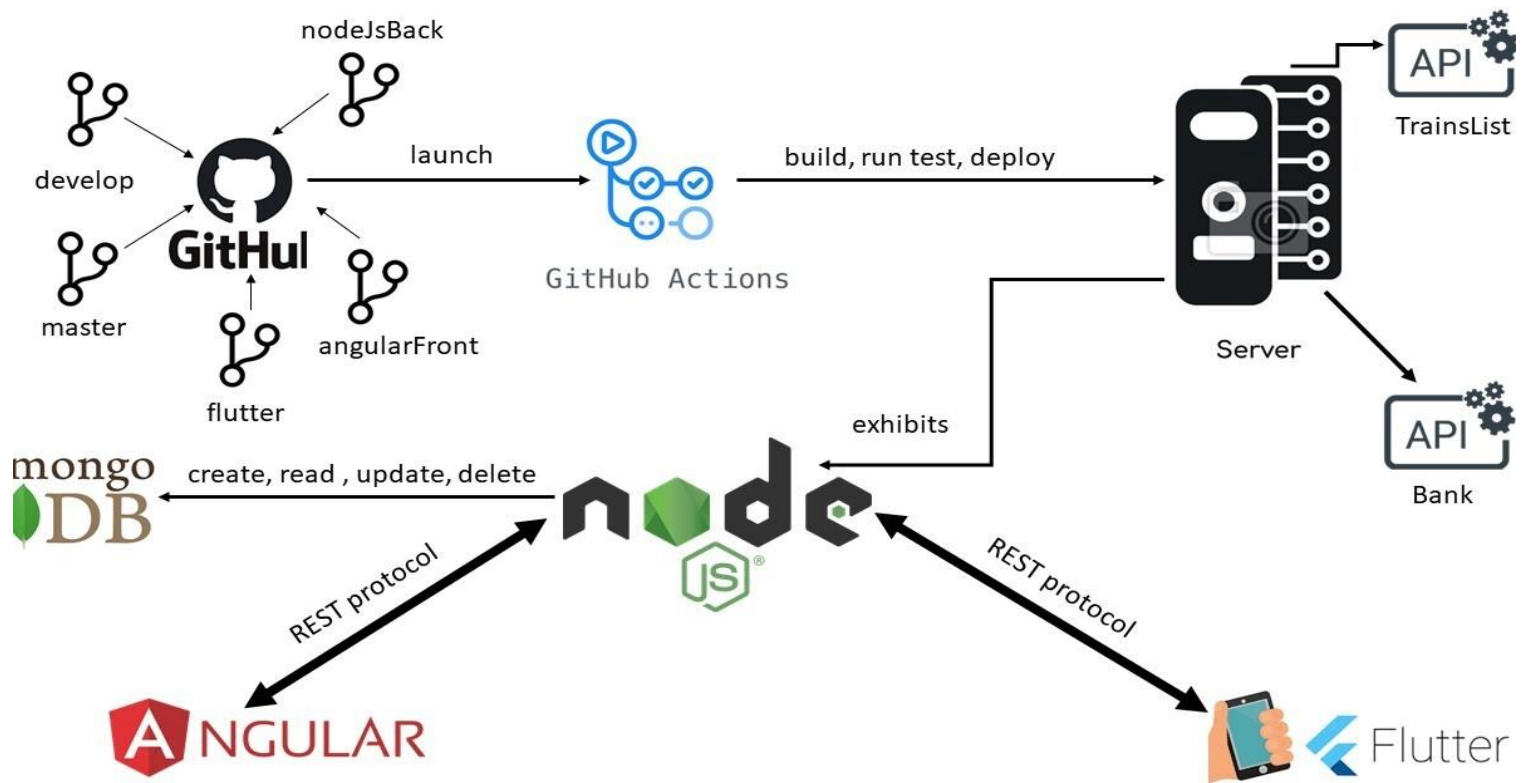 nodeJsBack
develop
GitHul
master
flutter
angularFront
launch
GitHub Actions
build, run test, deploy
Server
API
TrainsList
API
Bank
exhibits
mongo
DB
create, read , update, delete
node
JS®
REST protocol
REST protocol
ANGULAR
Flutter